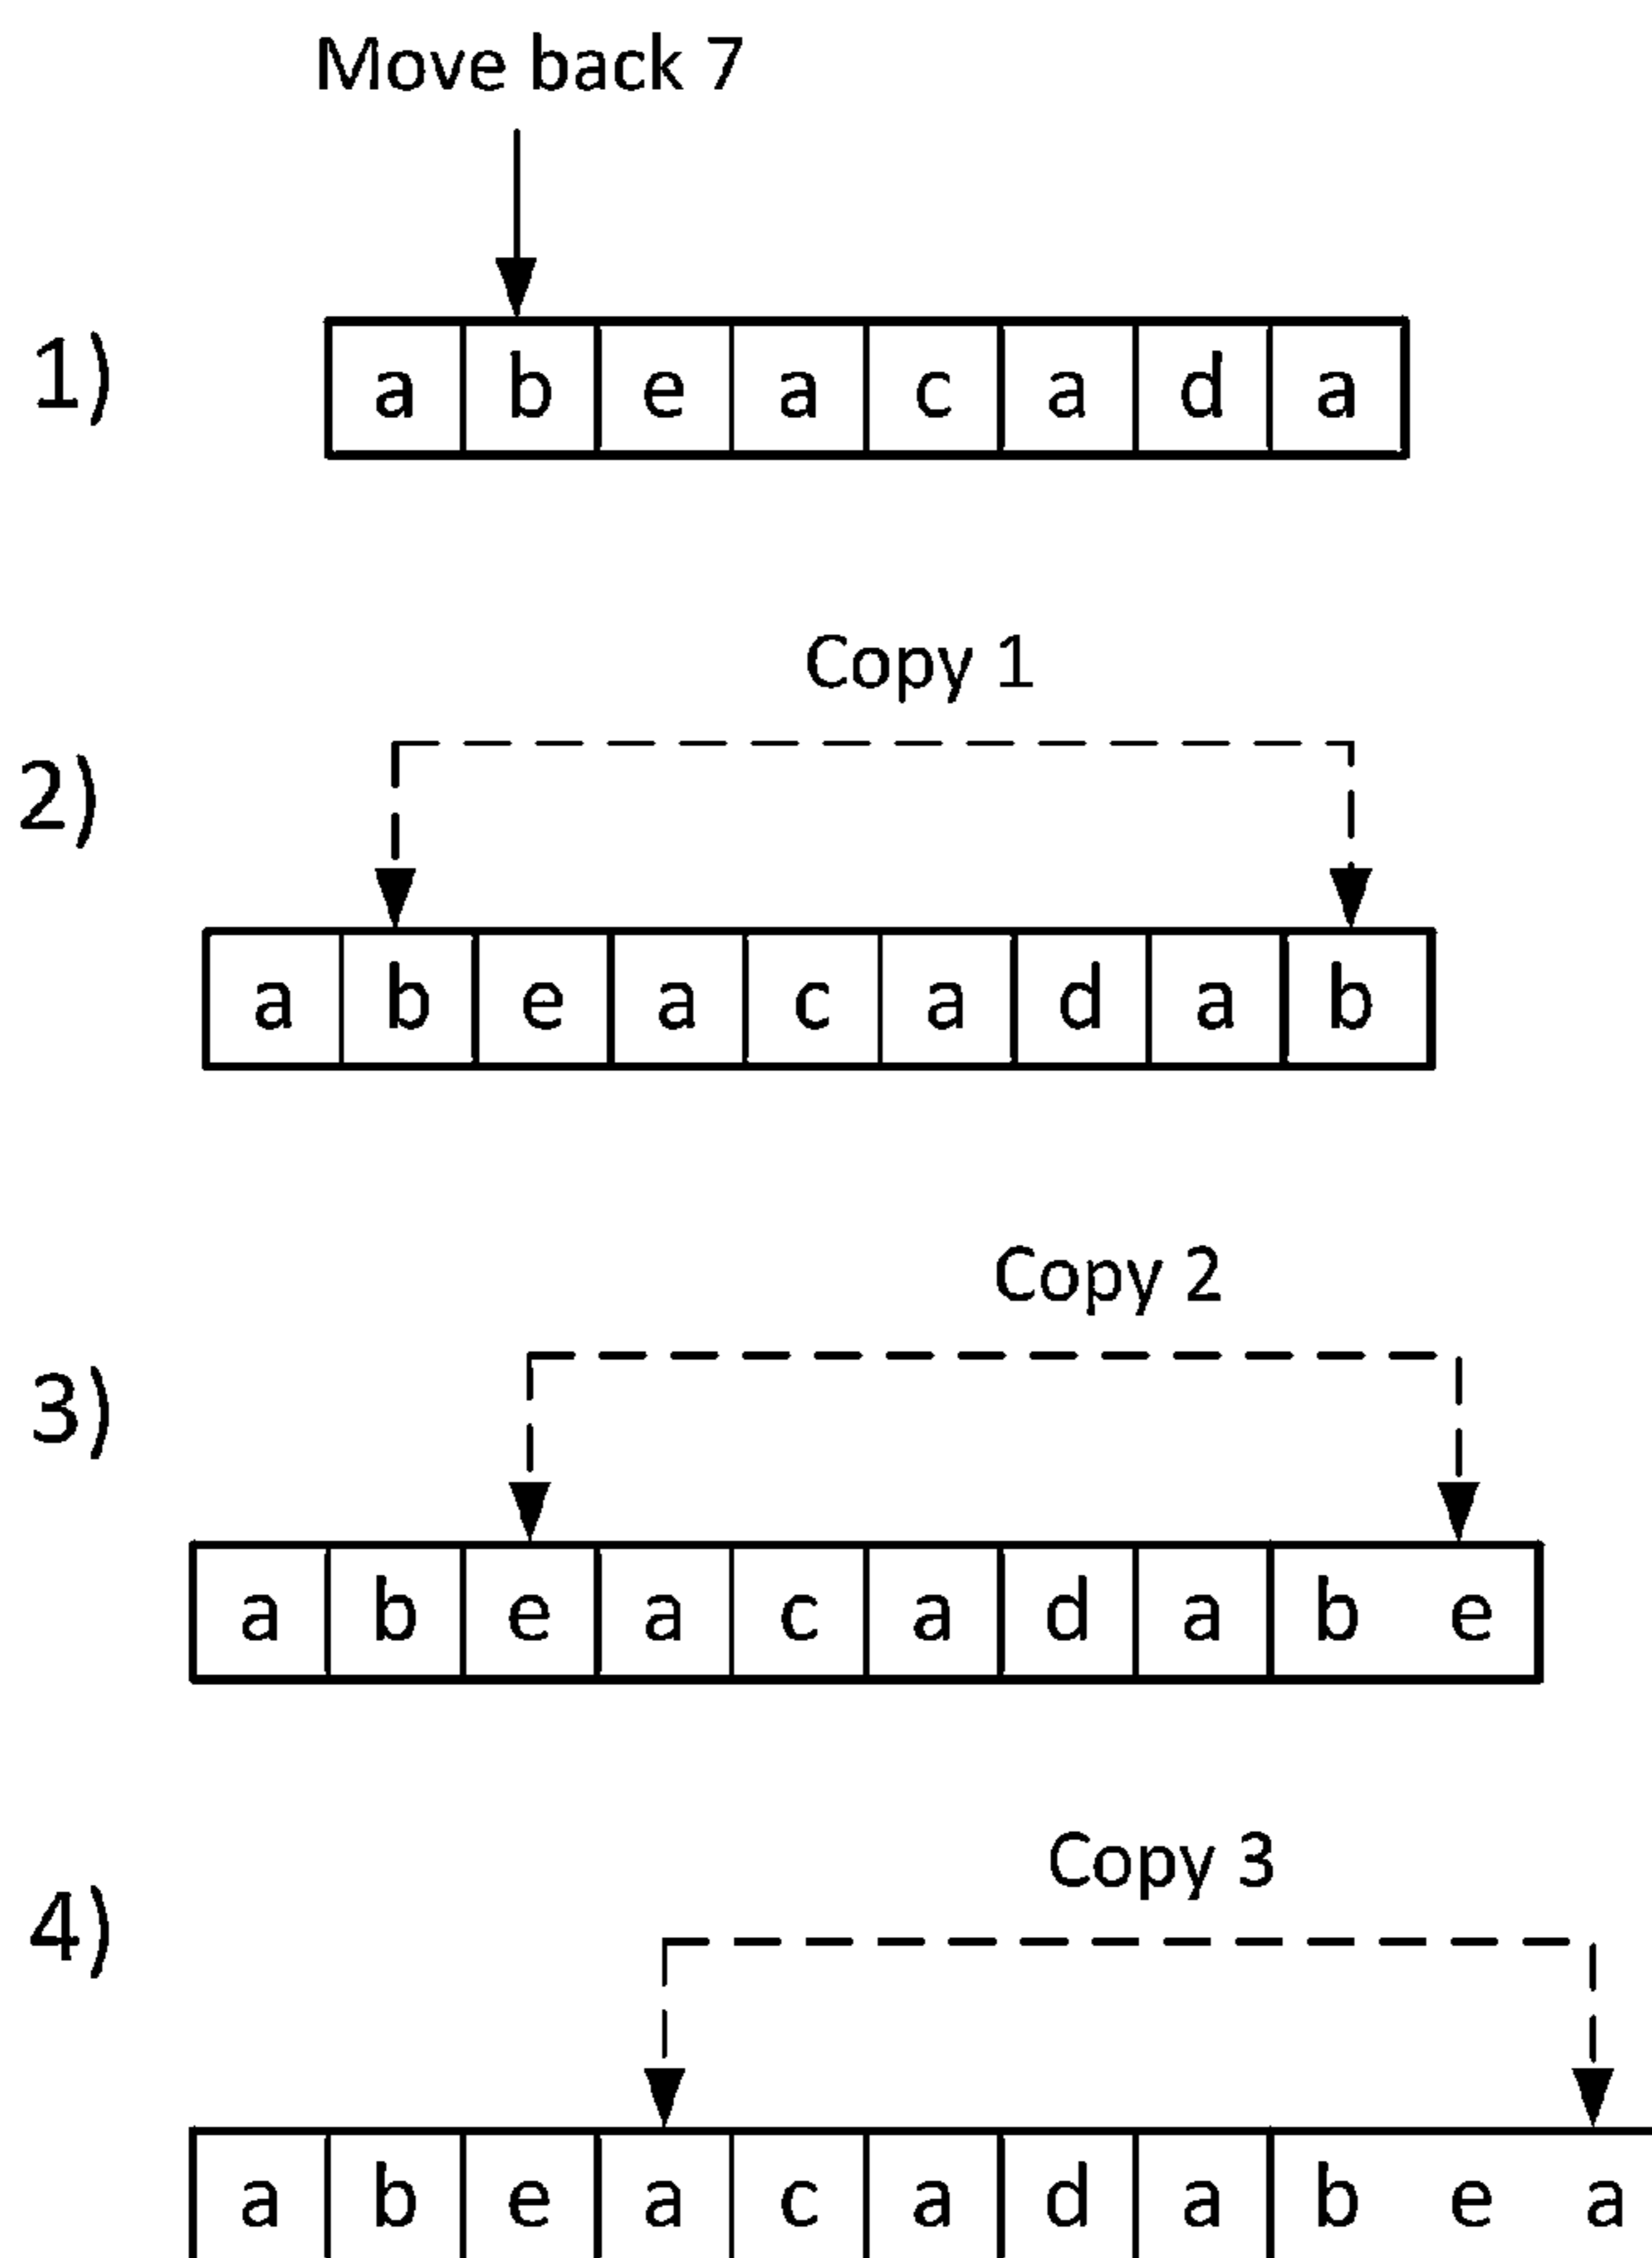 Move back 7
1) a b e a c a d a
Copy 1
2) a b e a c a d a b
Copy 2
3) a b e a c a d a b e
Copy 3
4) a b e a c a d a b e a